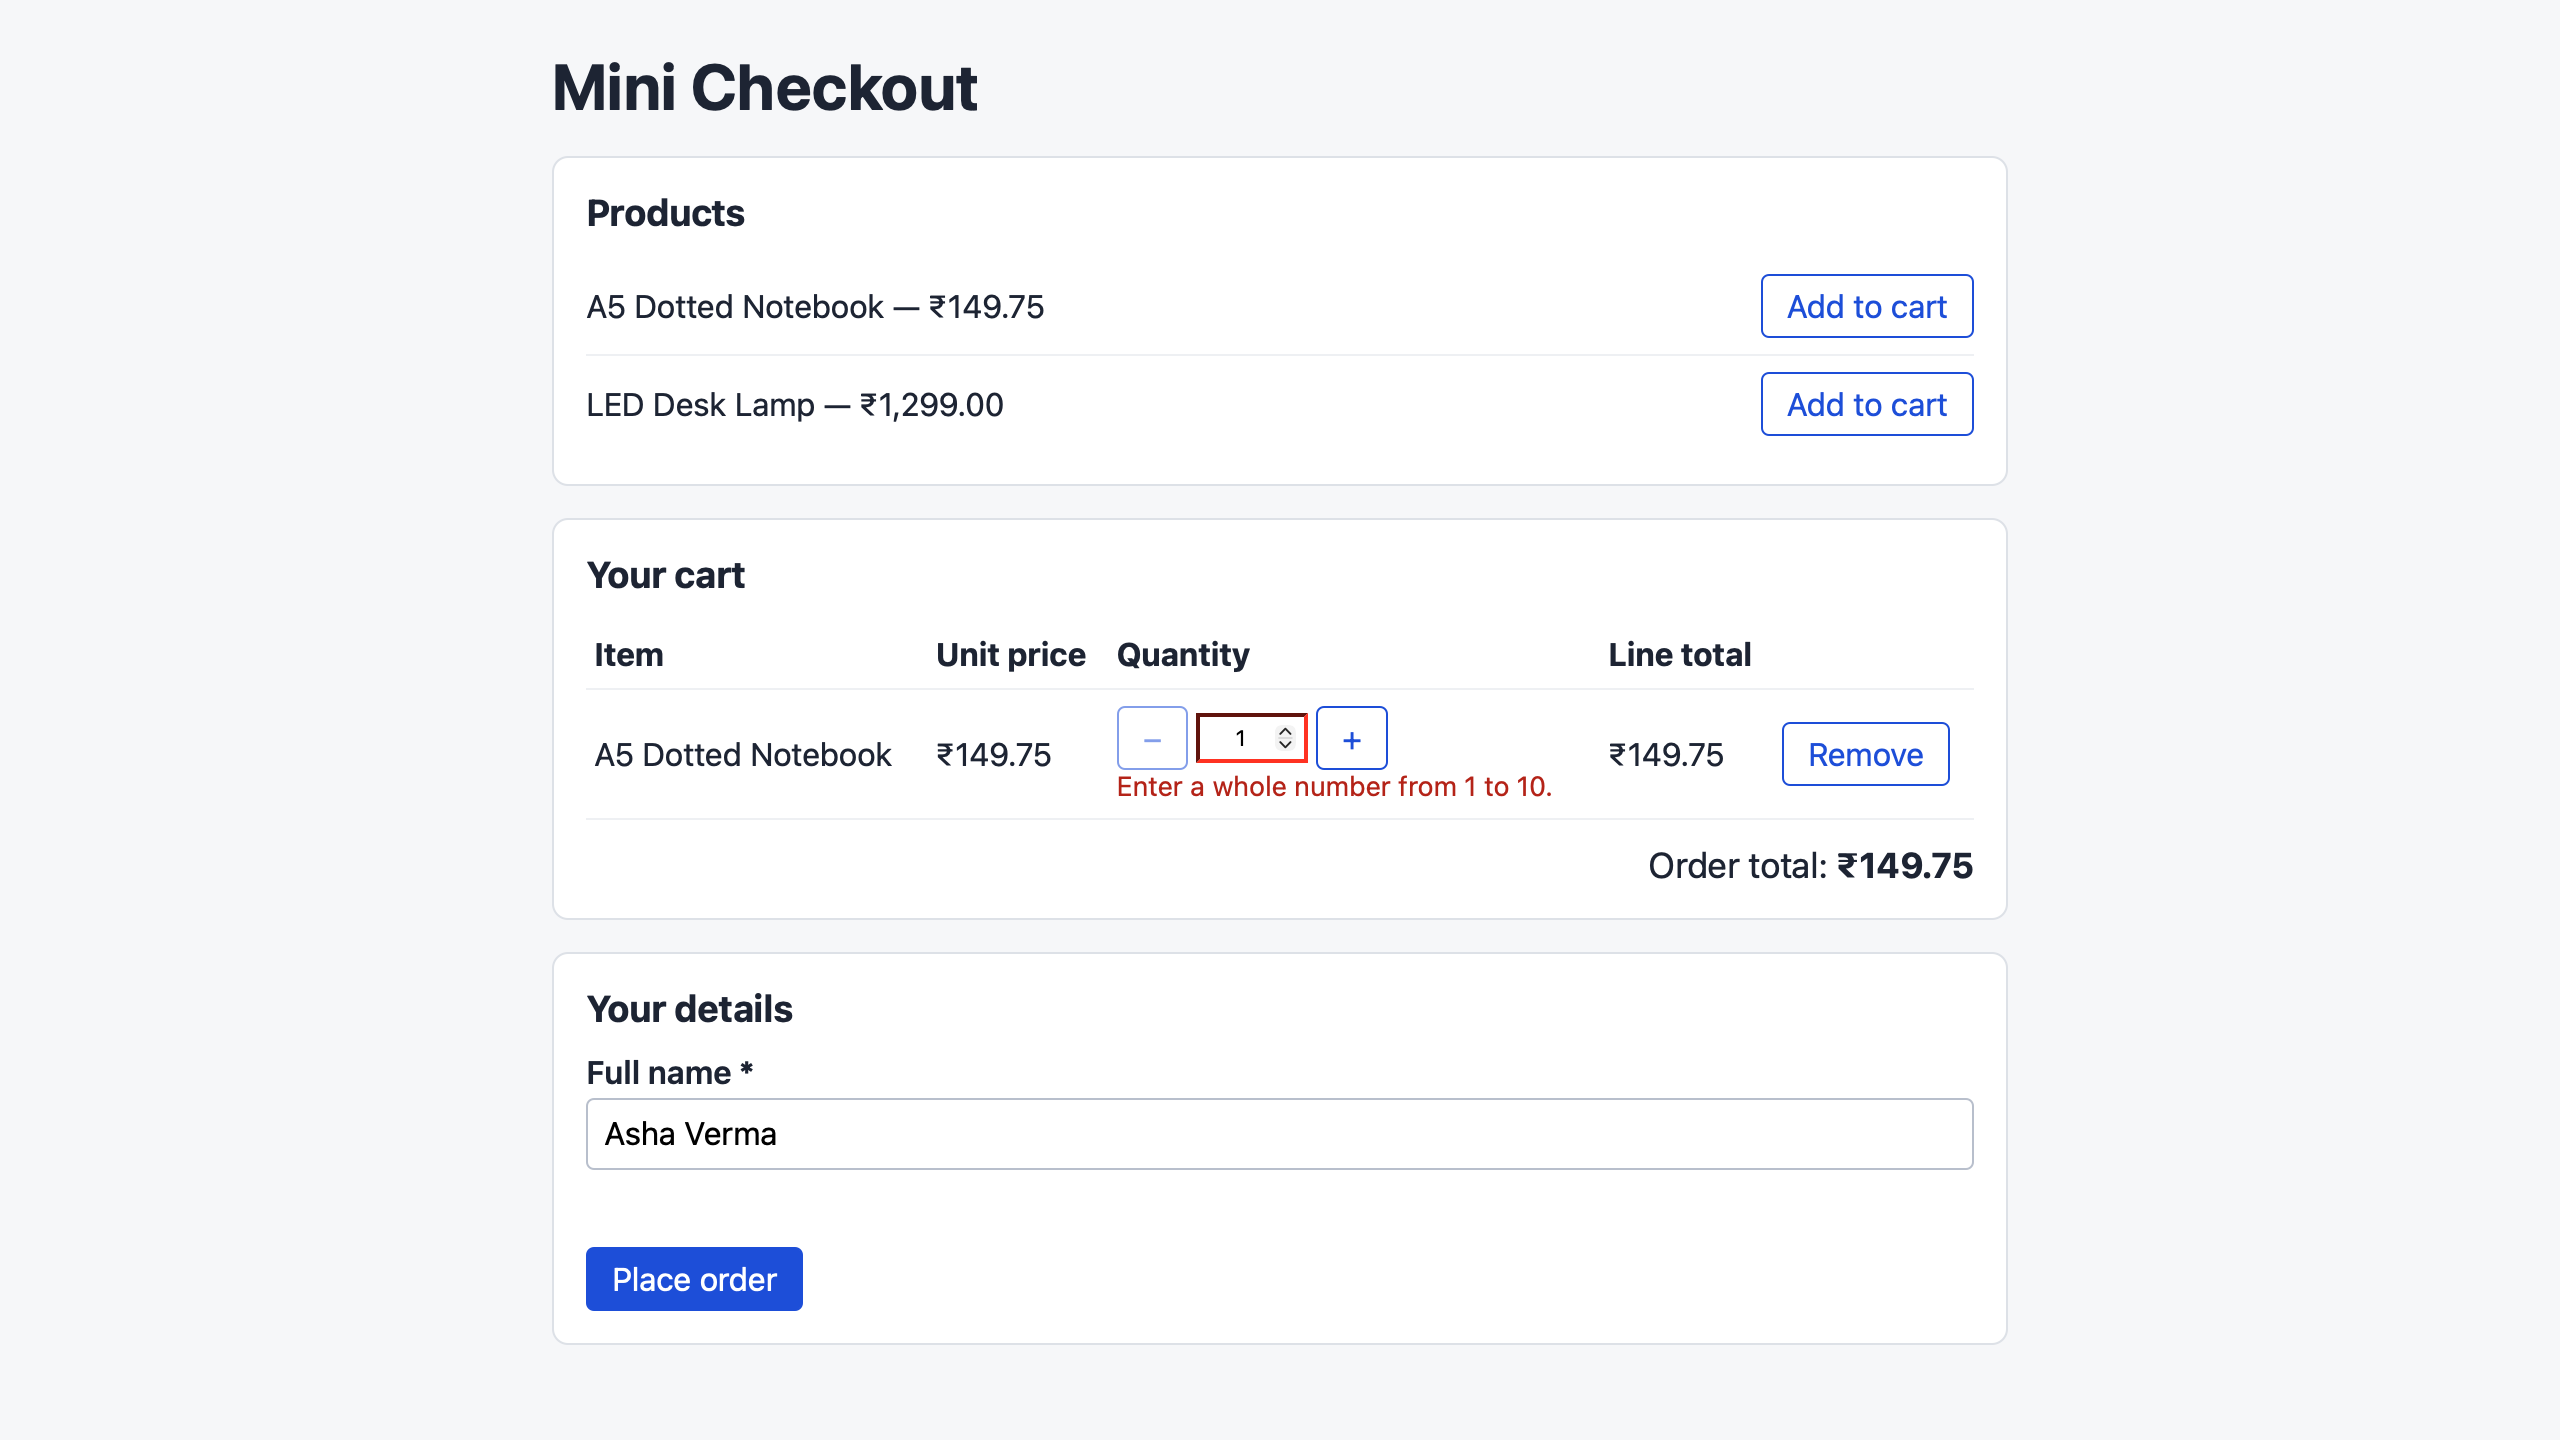 Mini Checkout
Products
A5 Dotted Notebook — ₹149.75 Add to cart
LED Desk Lamp — ₹1,299.00 Add to cart
Your cart
Item Unit price Quantity Line total
A5 Dotted Notebook ₹149.75 − 1 + ₹149.75 Remove
Enter a whole number from 1 to 10.
Order total: ₹149.75
Your details
Full name *
Asha Verma
Place order